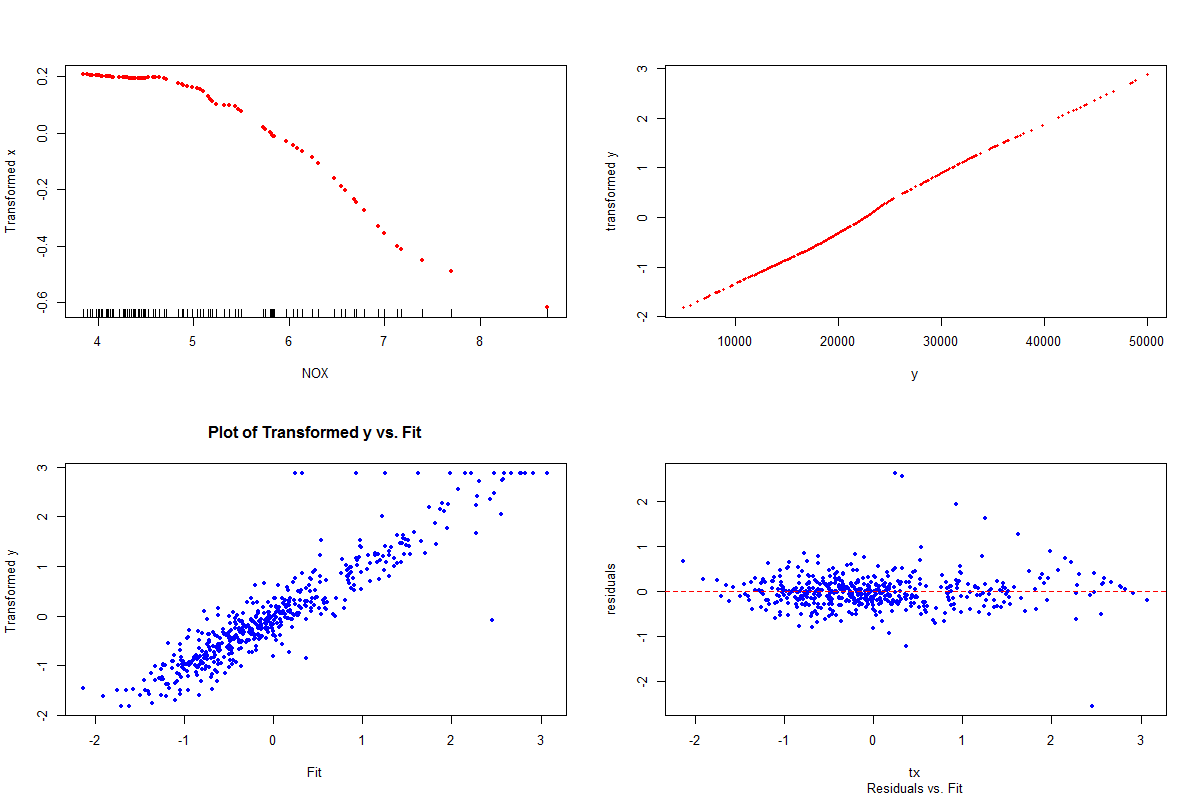 Transformed x
0.2
0.0
-0.2
-0.4
-0.6
4 5 6 7 8
NOX
transformed y
3
2
1
0
-1
-2
10000 20000 30000 40000 50000
y
Plot of Transformed y vs. Fit
Transformed y
3
2
1
0
-1
-2
-2 -1 0 1 2 3
Fit
residuals
2
1
0
-1
-2
-2 -1 0 1 2 3
tx
Residuals vs. Fit